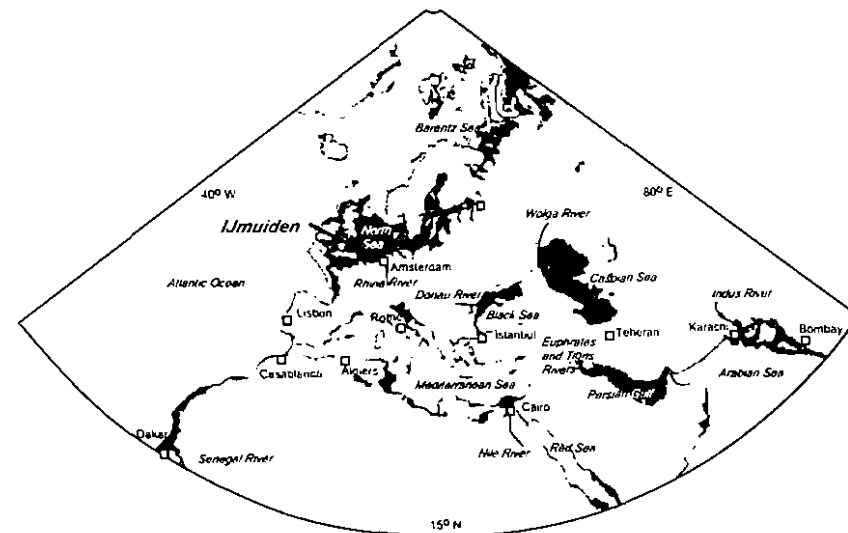 Barentz Sea
40° W
80° E
Wolga River
IJmuiden
North
Sea
Amsterdam
Caspian Sea
Atlantic Ocean
Rhine River
Donau River
Indus River
Lisbon
Rome
Black Sea
Istanbul
Teheran
Karachi
Bombay
Euphrates
and Tigris
Rivers
Casablanca
Algiers
Mediterranean Sea
Persian Gulf
Arabian Sea
Cairo
Dakar
Senegal River
Nile River
Red Sea
15° N